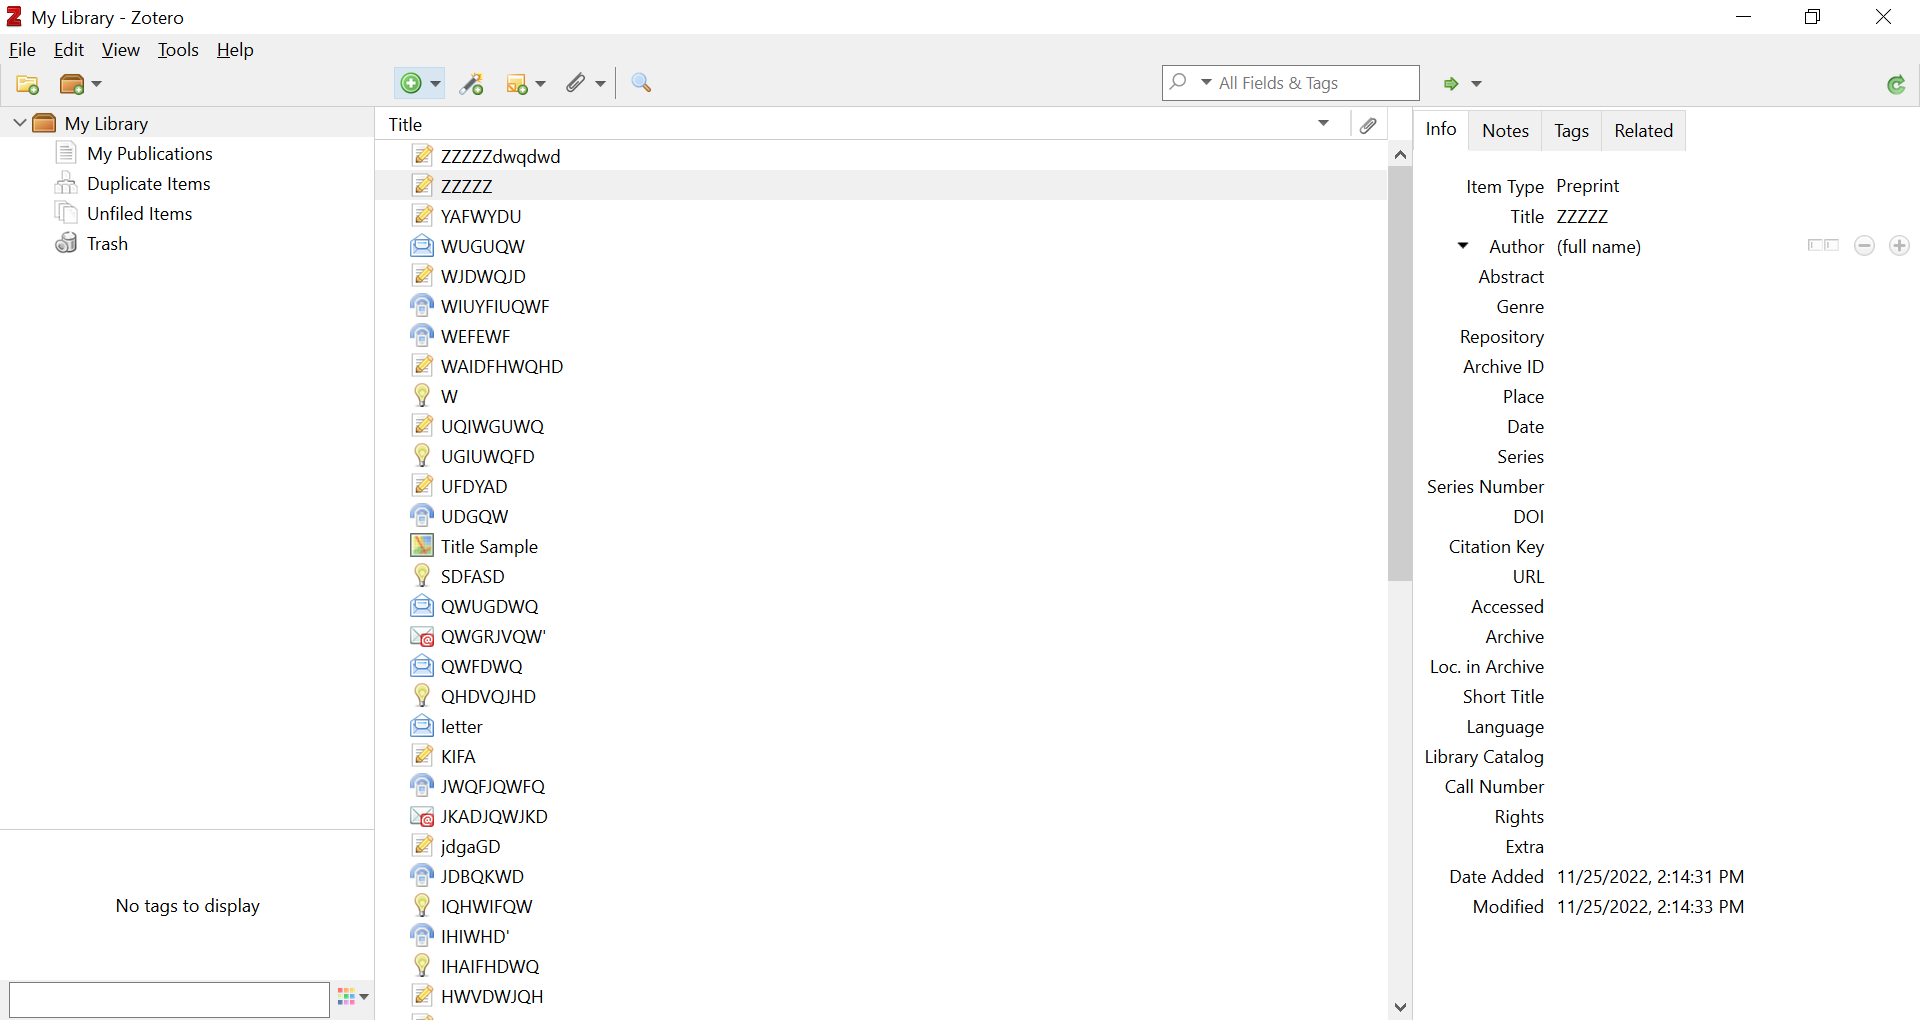 My Library - Zotero
File Edit View Tools Help
All Fields & Tags
My Library
My Publications
Duplicate Items
Unfiled Items
Trash
No tags to display
Title
ZZZZZdwqdwd
ZZZZZ
YAFWYDU
WUGUQW
WJDWQJD
WIUYFIUQWF
WEFEWF
WAIDFHWQHD
W
UQIWGUWQ
UGIUWQFD
UFDYAD
UDGQW
Title Sample
SDFASD
QWUGDWQ
QWGRJVQW'
QWFDWQ
QHDVQJHD
letter
KIFA
JWQFJQWFQ
JKADJQWJKD
jdgaGD
JDBQKWD
IQHWIFQW
IHIWHD'
IHAIFHDWQ
HWVDWJQH
Info Notes Tags Related
Item Type Preprint
Title ZZZZZ
Author (full name)
Abstract
Genre
Repository
Archive ID
Place
Date
Series
Series Number
DOI
Citation Key
URL
Accessed
Archive
Loc. in Archive
Short Title
Language
Library Catalog
Call Number
Rights
Extra
Date Added 11/25/2022, 2:14:31 PM
Modified 11/25/2022, 2:14:33 PM